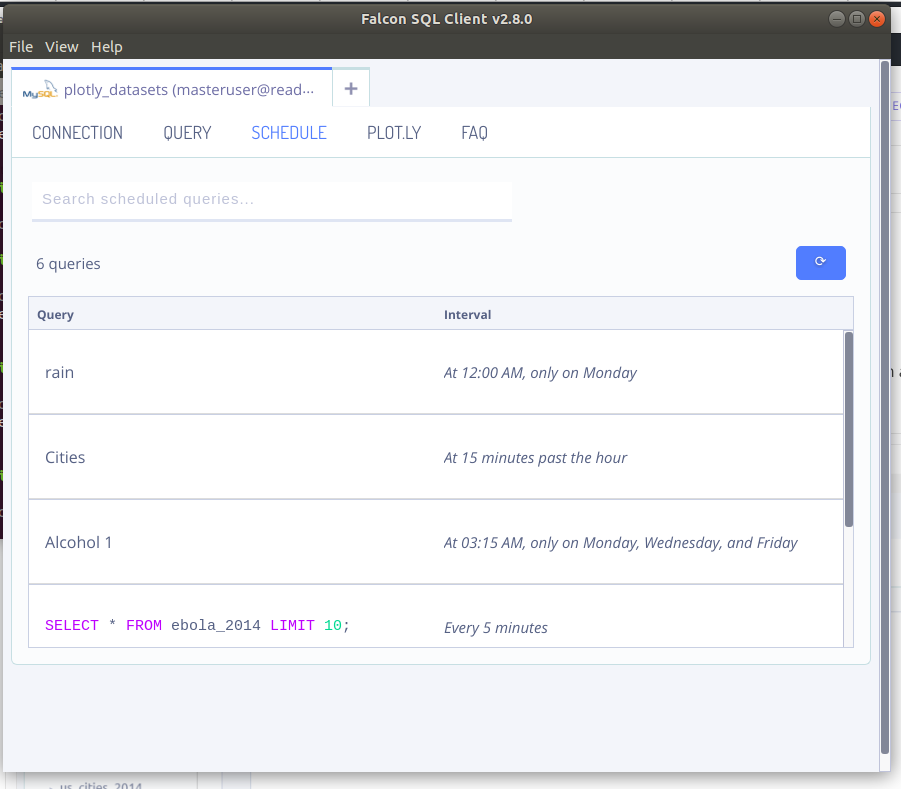 Falcon SQL Client v2.8.0
File View Help
MySQL plotly_datasets (masteruser@read··· +
CONNECTION QUERY SCHEDULE PLOT.LY FAQ
Search scheduled queries...
6 queries
Query Interval
rain At 12:00 AM, only on Monday
Cities At 15 minutes past the hour
Alcohol 1 At 03:15 AM, only on Monday, Wednesday, and Friday
SELECT * FROM ebola_2014 LIMIT 10; Every 5 minutes
us_cities_2014